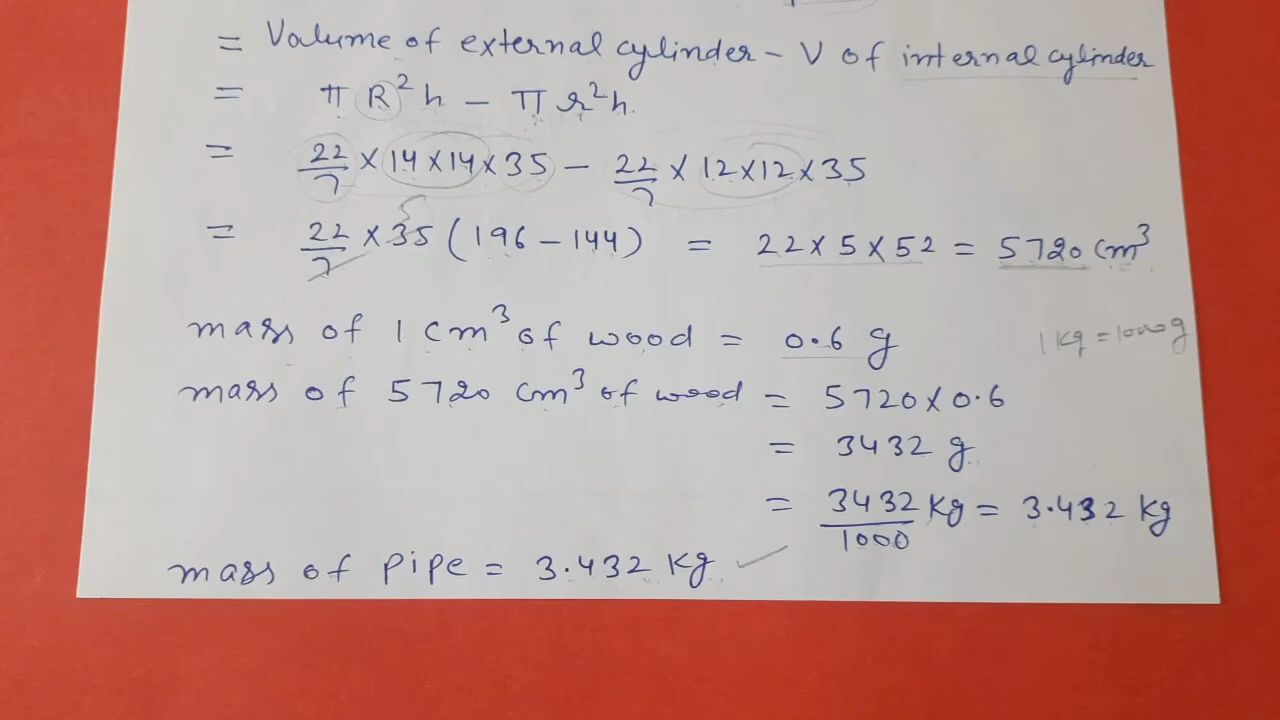 = Volume of external cylinder - V of internal cylinder
= π R²h - π r²h.
= 22/7 × 14 × 14 × 35 - 22/7 × 12 × 12 × 35
= 22/7 × 35 5 (196 - 144) = 22 × 5 × 52 = 5720 cm³
mass of 1 cm³ of wood = 0.6 g
1 Kg = 1000 g
mass of 5720 cm³ of wood = 5720 × 0.6
= 3432 g
= 3432/1000 Kg = 3.432 Kg
mass of pipe = 3.432 Kg ✓